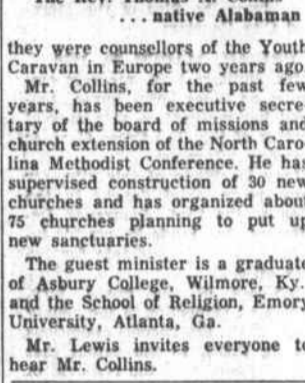 The Rev. Thomas A. Collins
... native Alabaman
they were counsellors of the Youth
Caravan in Europe two years ago
Mr. Collins, for the past few
years, has been executive secre
tary of the board of missions and
church extension of the North Caro
lina Methodist Conference. He has
supervised construction of 30 new
churches and has organized about
75 churches planning to put up
new sanctuaries.
The guest minister is a graduate
of Asbury College, Wilmore, Ky.
and the School of Religion, Emory
University, Atlanta, Ga.
Mr. Lewis invites everyone to
hear Mr. Collins.